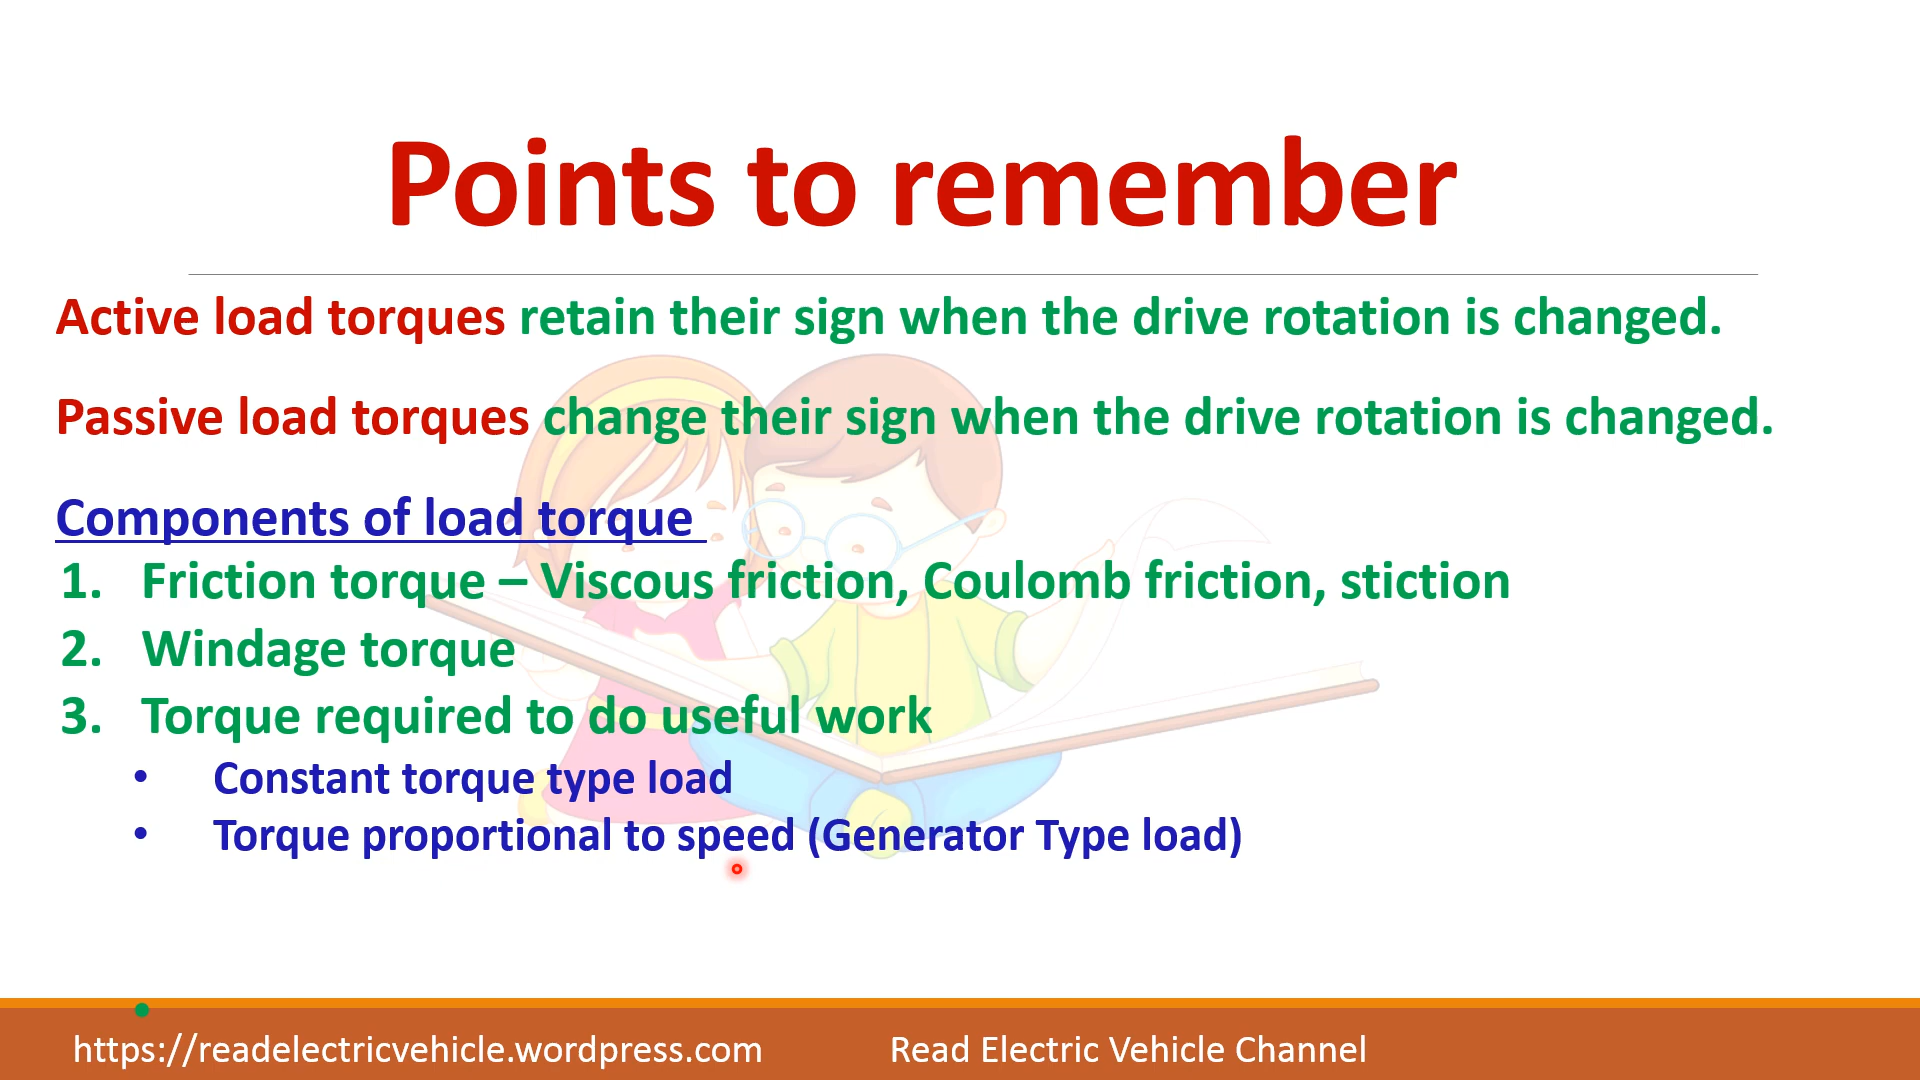 Points to remember
Active load torques retain their sign when the drive rotation is changed.
Passive load torques change their sign when the drive rotation is changed.
Components of load torque
1. Friction torque – Viscous friction, Coulomb friction, stiction
2. Windage torque
3. Torque required to do useful work
• Constant torque type load
• Torque proportional to speed (Generator Type load)
https://readelectricvehicle.wordpress.com Read Electric Vehicle Channel